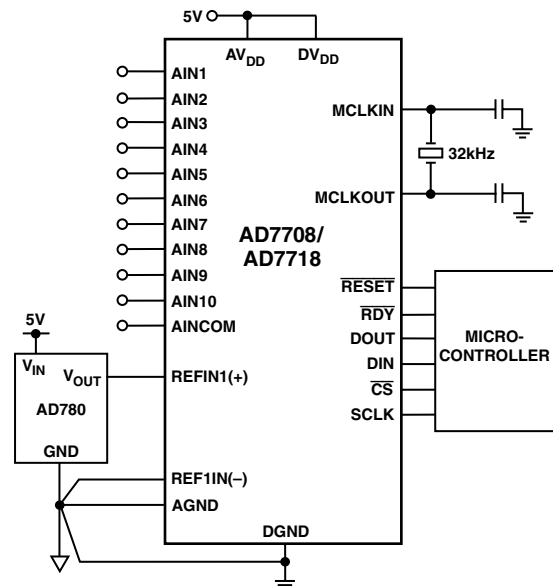 5V
AVDD
DVDD
AIN1
AIN2
AIN3
AIN4
AIN5
AIN6
AIN7
AIN8
AIN9
AIN10
AINCOM
REFIN1(+)
REF1IN(–)
AGND
DGND
AD7708/
AD7718
MCLKIN
32kHz
MCLKOUT
RESET
RDY
DOUT
DIN
CS
SCLK
MICRO-
CONTROLLER
5V
VIN
VOUT
AD780
GND